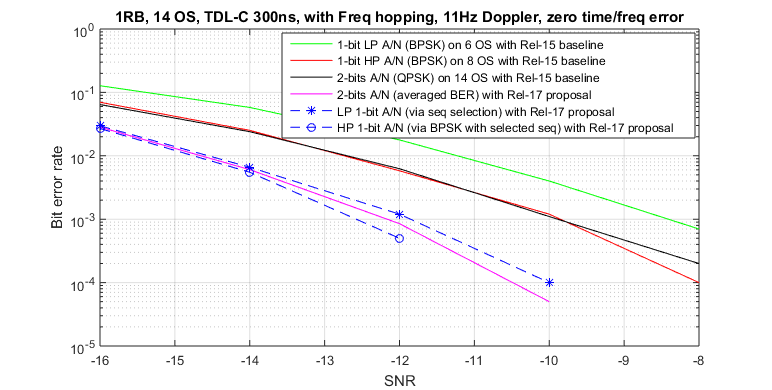 1RB, 14 OS, TDL-C 300ns, with Freq hopping, 11Hz Doppler, zero time/freq error
1-bit LP A/N (BPSK) on 6 OS with Rel-15 baseline
1-bit HP A/N (BPSK) on 8 OS with Rel-15 baseline
2-bits A/N (QPSK) on 14 OS with Rel-15 baseline
2-bits A/N (averaged BER) with Rel-17 proposal
LP 1-bit A/N (via seq selection) with Rel-17 proposal
HP 1-bit A/N (via BPSK with selected seq) with Rel-17 proposal
Bit error rate
10^0
10^-1
10^-2
10^-3
10^-4
10^-5
-16 -15 -14 -13 -12 -11 -10 -9 -8
SNR